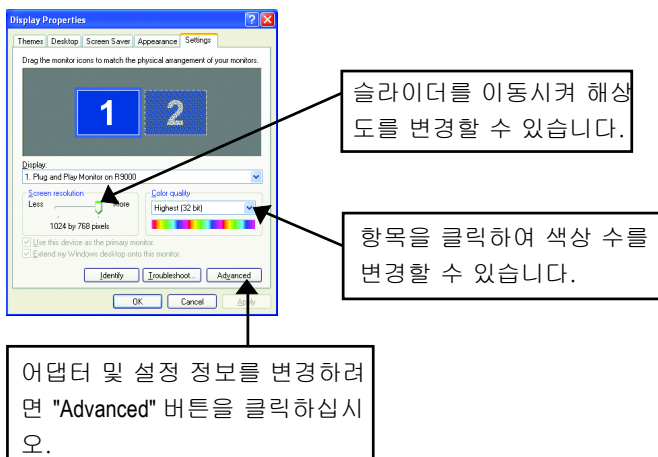 Display Properties
Themes Desktop Screen Saver Appearance Settings
Drag the monitor icons to match the physical arrangement of your monitors.
1 2
Display:
1. Plug and Play Monitor on R9000
Screen resolution
Less More
1024 by 768 pixels
Color quality
Highest (32 bit)
Use this device as the primary monitor.
Extend my Windows desktop onto this monitor.
Identify Troubleshoot... Advanced
OK Cancel Apply
슬라이더를 이동시켜 해상
도를 변경할 수 있습니다.
항목을 클릭하여 색상 수를
변경할 수 있습니다.
어댑터 및 설정 정보를 변경하려
면 "Advanced" 버튼을 클릭하십시
오.